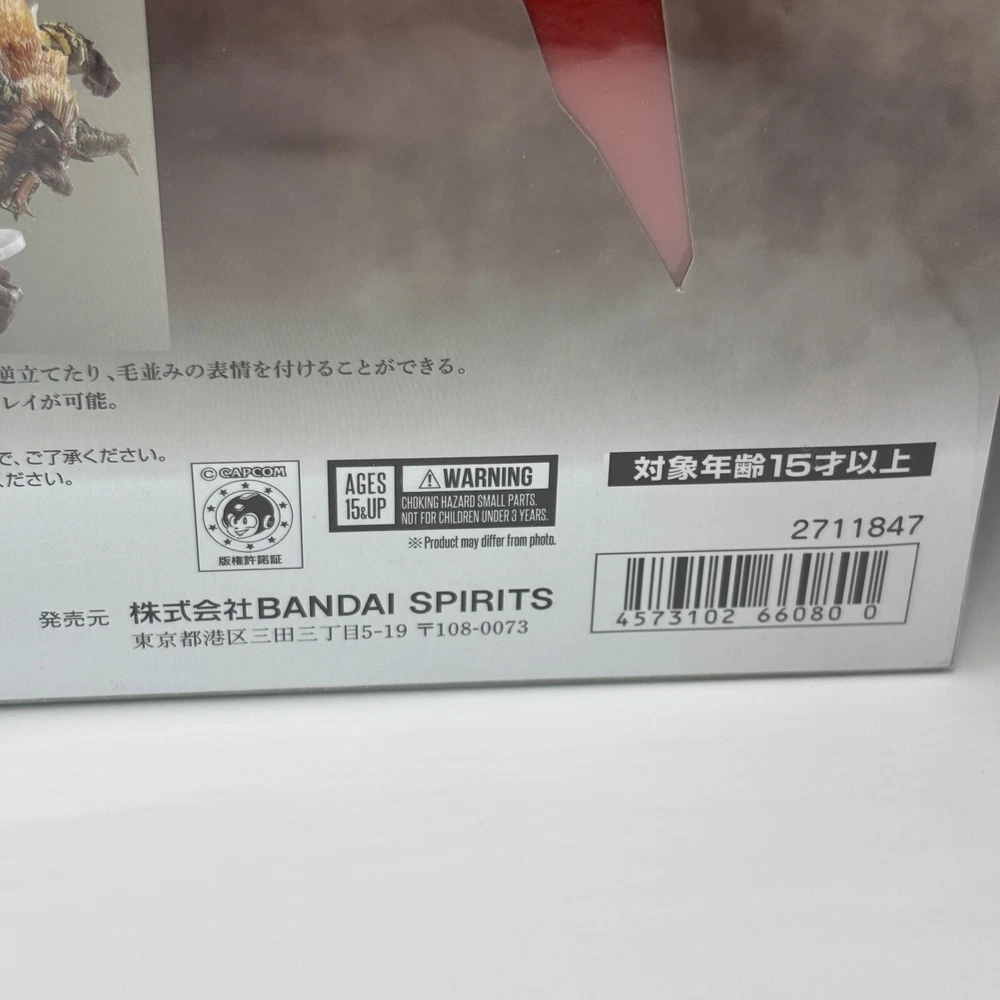 逆立てたり、毛並みの表情を付けることができる。
レイが可能。
で、ご了承ください。
ください。
© CAPCOM
版権許諾証
AGES
15&UP
WARNING
CHOKING HAZARD SMALL PARTS.
NOT FOR CHILDREN UNDER 3 YEARS.
※Product may differ from photo.
対象年齢15才以上
2711847
4573102 66080 0
発売元 株式会社BANDAI SPIRITS
東京都港区三田三丁目5-19 〒108-0073